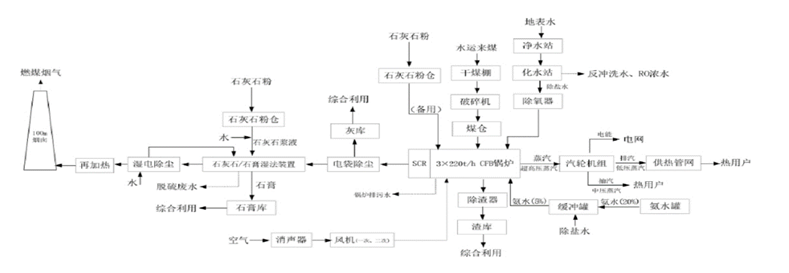 地表水
石灰石粉
水运来煤
净水站
燃煤烟气
石灰石粉
石灰石粉仓
干煤棚
化水站
反冲洗水、RO浓水
除盐水
综合利用
(备用)
破碎机
除氧器
石灰石粉仓
100m
烟囱
水
石灰石浆液
灰库
煤仓
电能
电网
再加热
湿电除尘
石灰石/石膏湿法装置
电袋除尘
SCR
3×220t/h CFB锅炉
蒸汽
超高压蒸汽
汽轮机组
排汽
低压蒸汽
供热管网
热用户
水
脱硫废水
石膏
锅炉排污水
抽汽
中压蒸汽
热用户
综合利用
石膏库
除渣器
氨水(8%)
缓冲罐
氨水(20%)
氨水罐
渣库
除盐水
空气
消声器
风机(一次、二次)
综合利用